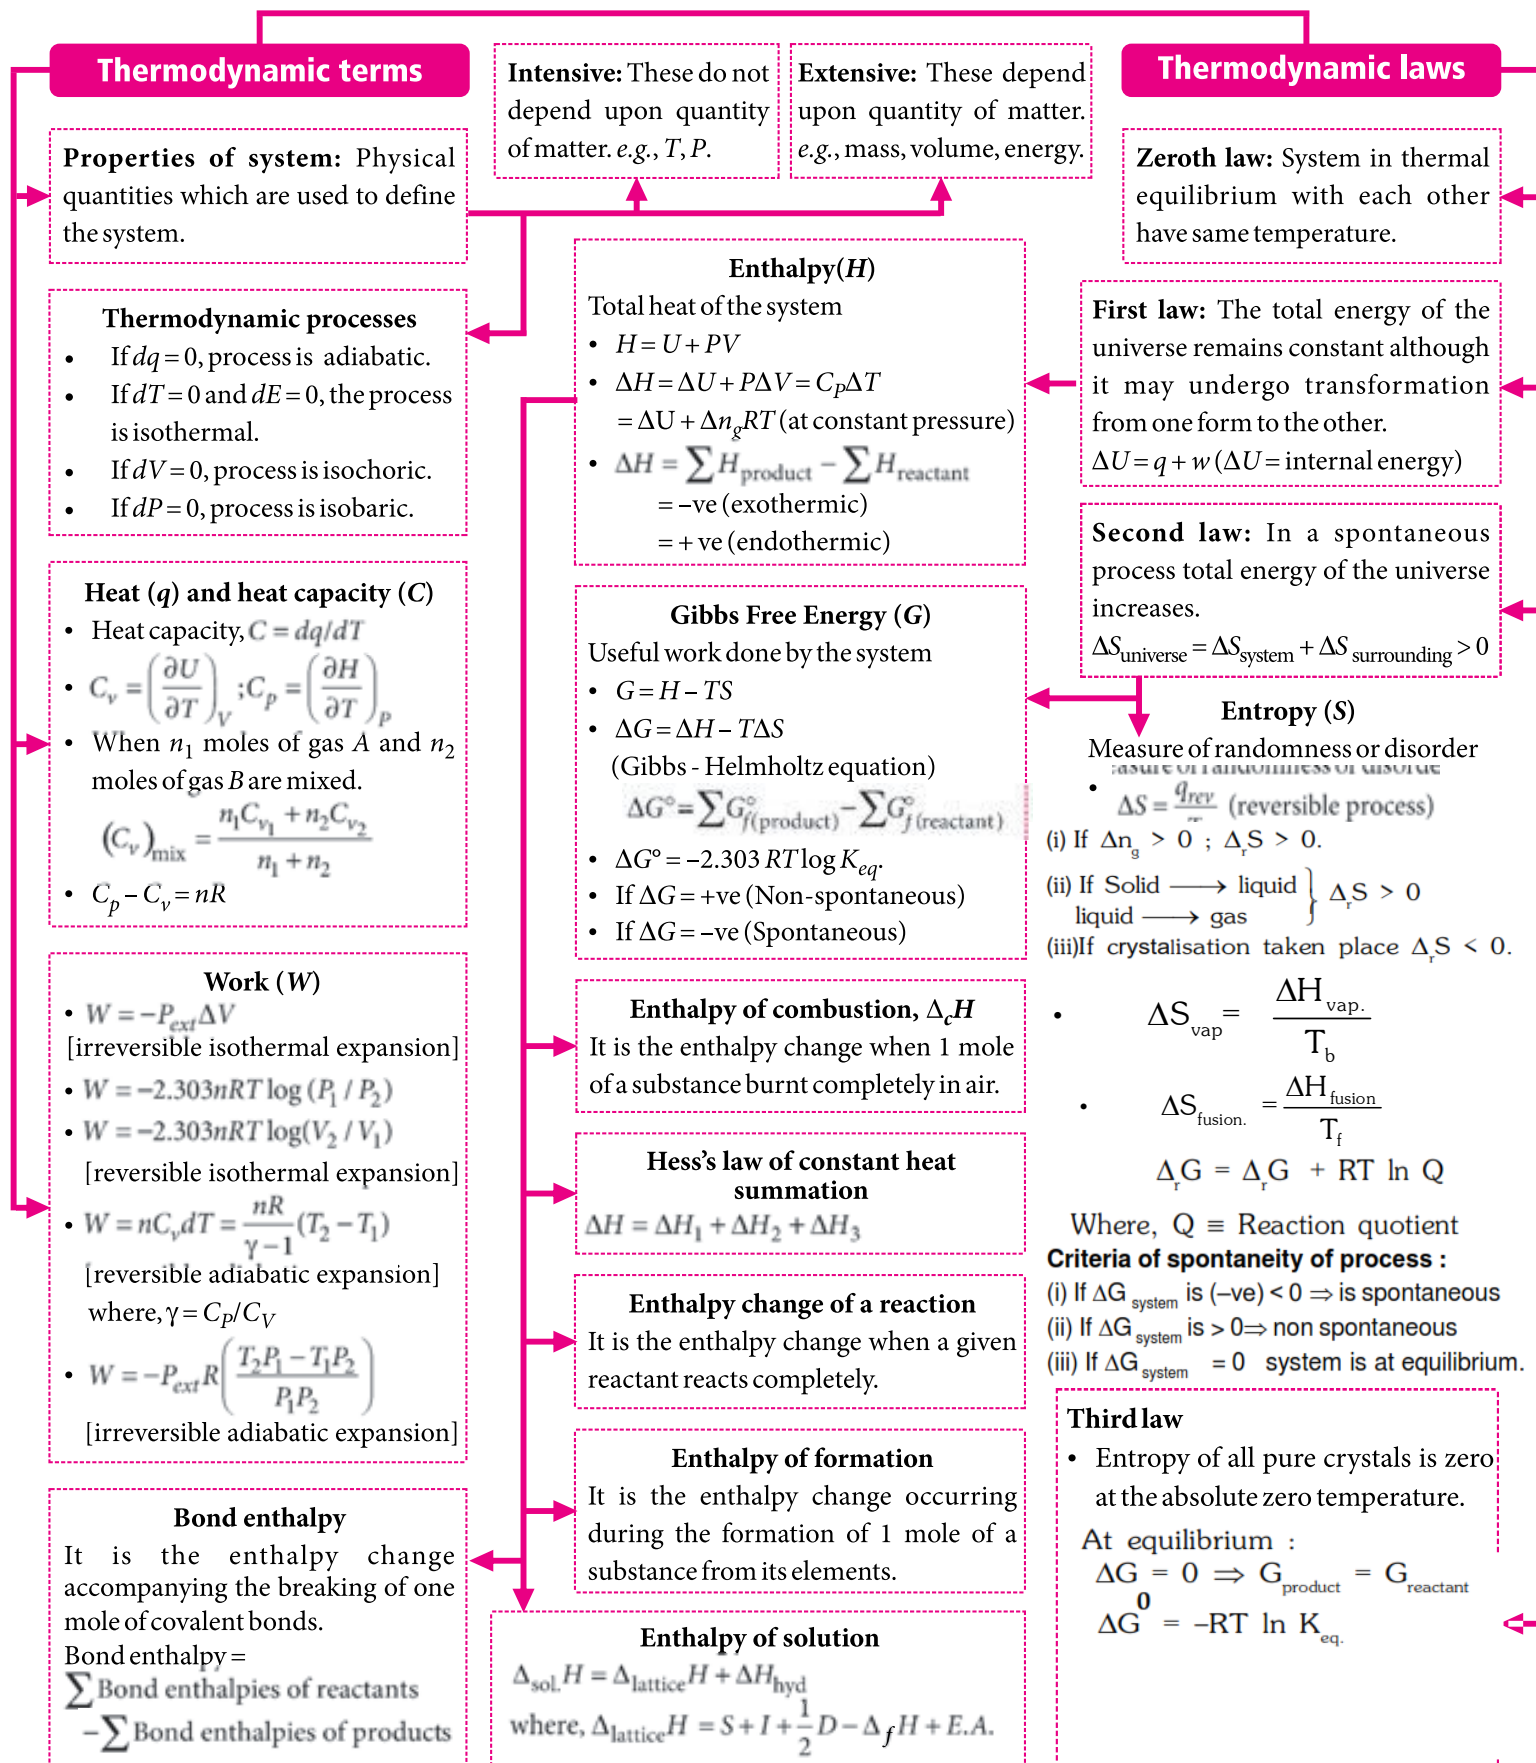 Thermodynamic terms
Properties of system: Physical
quantities which are used to define
the system.
Intensive: These do not
depend upon quantity
of matter. e.g., T, P.
Extensive: These depend
upon quantity of matter.
e.g., mass, volume, energy.
Thermodynamic processes
• If dq = 0, process is adiabatic.
• If dT = 0 and dE = 0, the process
is isothermal.
• If dV = 0, process is isochoric.
• If dP = 0, process is isobaric.
Heat (q) and heat capacity (C)
• Heat capacity, C = dq/dT
• C_v = (∂U/∂T)_V ; C_p = (∂H/∂T)_P
• When n₁ moles of gas A and n₂
moles of gas B are mixed.
(C_v)_mix = (n₁C_v₁ + n₂C_v₂)/(n₁ + n₂)
• C_p – C_v = nR
Work (W)
• W = –P_ext ΔV
[irreversible isothermal expansion]
• W = –2.303nRT log (P₁ / P₂)
• W = –2.303nRT log(V₂ / V₁)
[reversible isothermal expansion]
• W = nC_v dT = nR/(γ – 1) (T₂ – T₁)
[reversible adiabatic expansion]
where, γ = C_P/C_V
• W = –P_ext R((T₂P₁ – T₁P₂)/(P₁P₂))
[irreversible adiabatic expansion]
Bond enthalpy
It is the enthalpy change
accompanying the breaking of one
mole of covalent bonds.
Bond enthalpy =
∑ Bond enthalpies of reactants
–∑ Bond enthalpies of products
Enthalpy(H)
Total heat of the system
• H = U + PV
• ΔH = ΔU + PΔV = C_PΔT
= ΔU + Δn_gRT (at constant pressure)
• ΔH = ∑H_product – ∑H_reactant
= –ve (exothermic)
= + ve (endothermic)
Gibbs Free Energy (G)
Useful work done by the system
• G = H – TS
• ΔG = ΔH – TΔS
(Gibbs - Helmholtz equation)
ΔG° = ∑G°_f(product) – ∑G°_f(reactant)
• ΔG° = –2.303 RT log K_eq.
• If ΔG = +ve (Non-spontaneous)
• If ΔG = –ve (Spontaneous)
Enthalpy of combustion, Δ_cH
It is the enthalpy change when 1 mole
of a substance burnt completely in air.
Hess's law of constant heat
summation
ΔH = ΔH₁ + ΔH₂ + ΔH₃
Enthalpy change of a reaction
It is the enthalpy change when a given
reactant reacts completely.
Enthalpy of formation
It is the enthalpy change occurring
during the formation of 1 mole of a
substance from its elements.
Enthalpy of solution
Δ_sol.H = Δ_latticeH + ΔH_hyd
where, Δ_latticeH = S + I + 1/2 D – Δ_fH + E.A.
Thermodynamic laws
Zeroth law: System in thermal
equilibrium with each other
have same temperature.
First law: The total energy of the
universe remains constant although
it may undergo transformation
from one form to the other.
ΔU = q + w (ΔU = internal energy)
Second law: In a spontaneous
process total energy of the universe
increases.
ΔS_universe = ΔS_system + ΔS_surrounding > 0
Entropy (S)
Measure of randomness or disorder
• ΔS = q_rev/T (reversible process)
(i) If Δn_g > 0 ; Δ_rS > 0.
(ii) If Solid ⟶ liquid
liquid ⟶ gas } Δ_rS > 0
(iii)If crystalisation taken place Δ_rS < 0.
• ΔS_vap = ΔH_vap./T_b
• ΔS_fusion. = ΔH_fusion/T_f
Δ_rG = Δ_rG + RT ln Q
Where, Q ≡ Reaction quotient
Criteria of spontaneity of process :
(i) If ΔG_system is (–ve) < 0 ⇒ is spontaneous
(ii) If ΔG_system is > 0⇒ non spontaneous
(iii) If ΔG_system = 0 system is at equilibrium.
Third law
• Entropy of all pure crystals is zero
at the absolute zero temperature.
At equilibrium :
ΔG = 0 ⇒ G_product = G_reactant
ΔG⁰ = –RT ln K_eq.